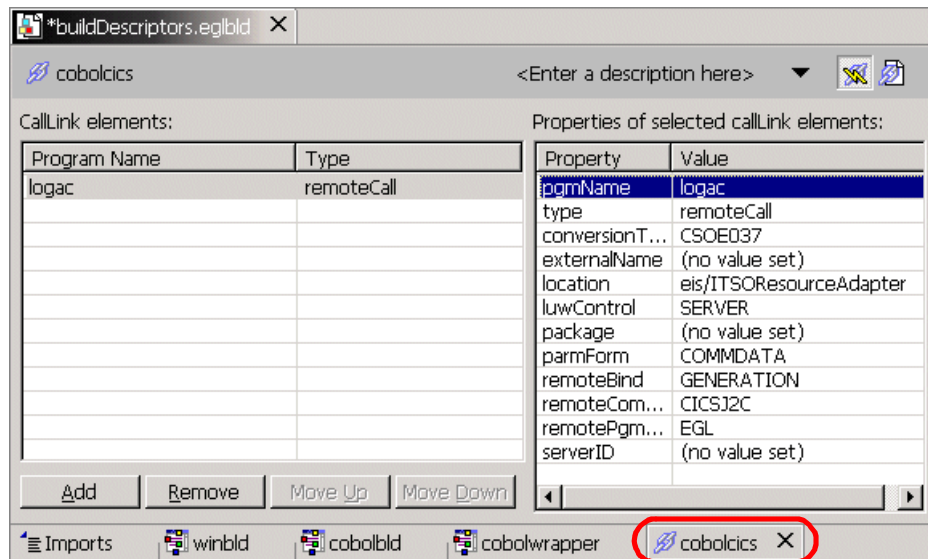 *buildDescriptors.eglbld
cobolcics <Enter a description here>
CallLink elements: Properties of selected callLink elements:
Program Name Type Property Value
logac remoteCall pgmName logac
type remoteCall
conversionT... CSOE037
externalName (no value set)
location eis/ITSOResourceAdapter
luwControl SERVER
package (no value set)
parmForm COMMDATA
remoteBind GENERATION
remoteCom... CICSJ2C
remotePgm... EGL
serverID (no value set)
Add Remove Move Up Move Down
Imports winbld cobolbld cobolwrapper cobolcics